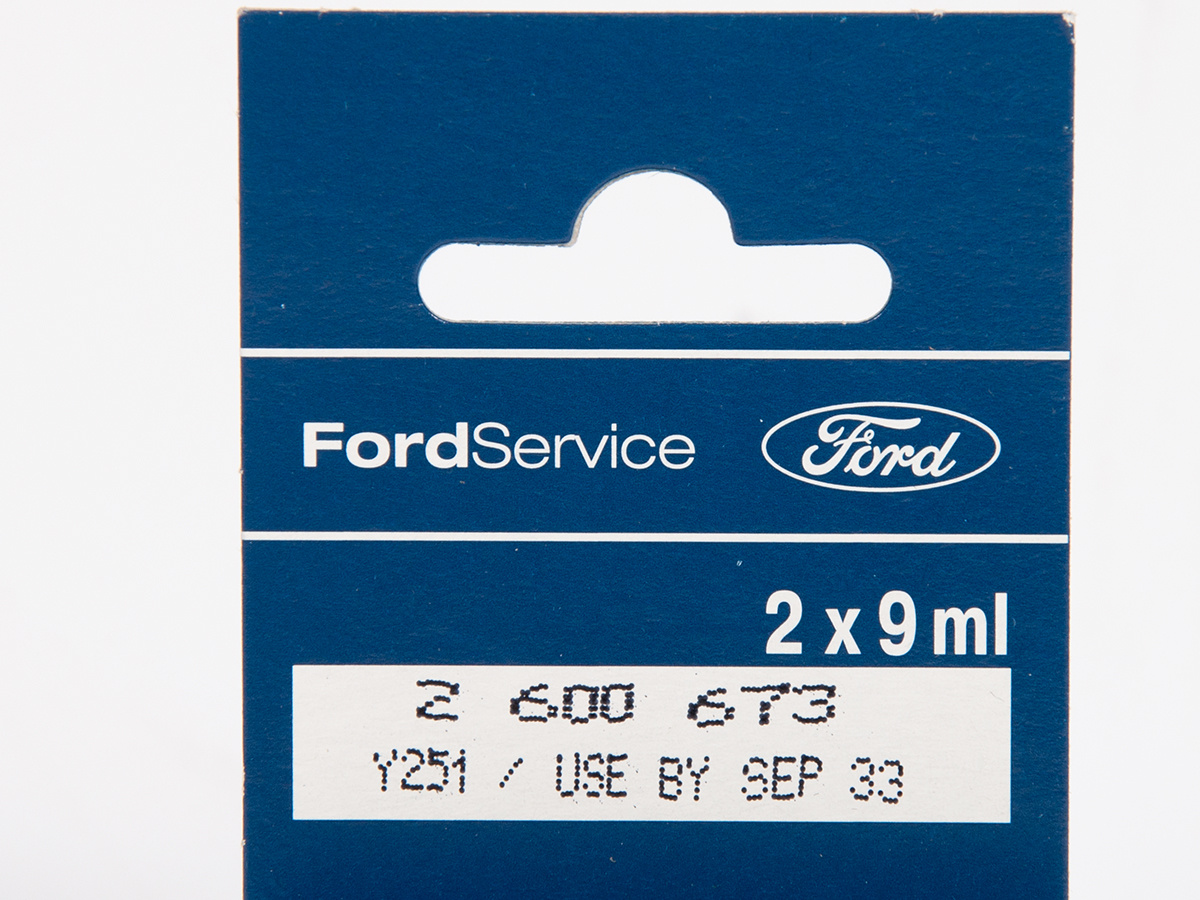 FordService Ford
2 x 9 ml
2 600 673
Y251 / USE BY SEP 33